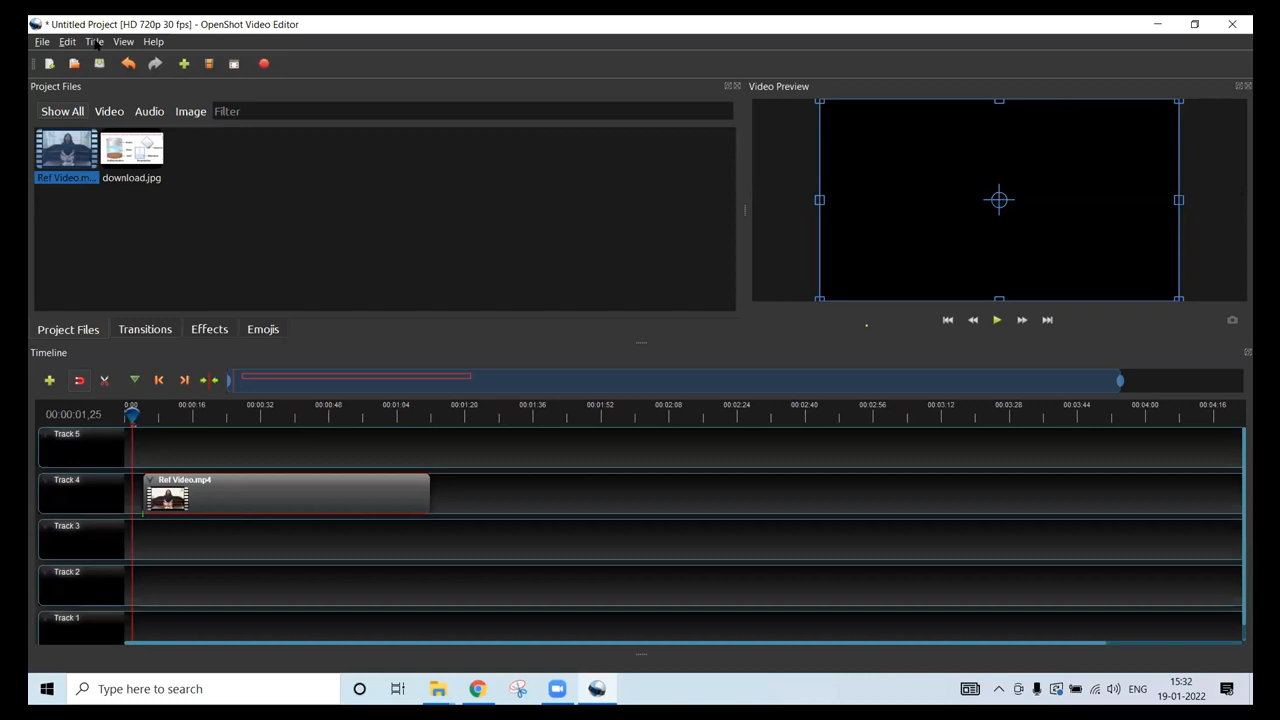 * Untitled Project [HD 720p 30 fps] - OpenShot Video Editor
File Edit Title View Help
Project Files
Video Preview
Show All Video Audio Image Filter
Ref Video.m... download.jpg
Project Files Transitions Effects Emojis
Timeline
00:00:01,25
0:00 00:00:16 00:00:32 00:00:48 00:01:04 00:01:20 00:01:36 00:01:52 00:02:08 00:02:24 00:02:40 00:02:56 00:03:12 00:03:28 00:03:44 00:04:00 00:04:16
Track 5
Track 4
Ref Video.mp4
Track 3
Track 2
Track 1
Type here to search
ENG
15:32
19-01-2022